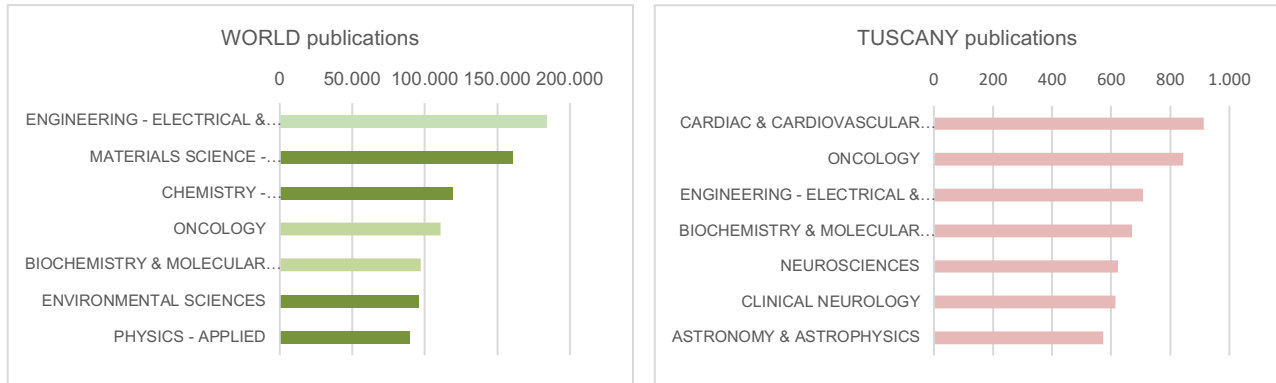 WORLD publications
0 50.000 100.000 150.000 200.000
ENGINEERING - ELECTRICAL &...
MATERIALS SCIENCE -...
CHEMISTRY -...
ONCOLOGY
BIOCHEMISTRY & MOLECULAR...
ENVIRONMENTAL SCIENCES
PHYSICS - APPLIED
TUSCANY publications
0 200 400 600 800 1.000
CARDIAC & CARDIOVASCULAR...
ONCOLOGY
ENGINEERING - ELECTRICAL &...
BIOCHEMISTRY & MOLECULAR...
NEUROSCIENCES
CLINICAL NEUROLOGY
ASTRONOMY & ASTROPHYSICS